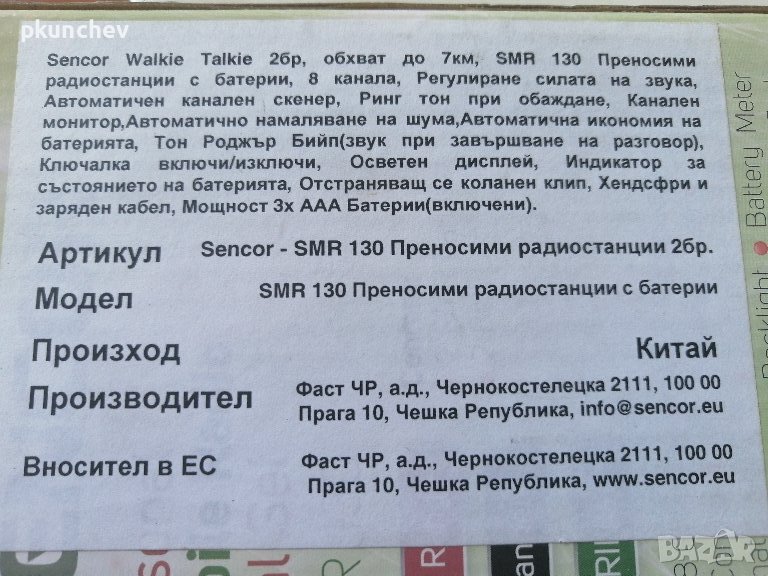 pkunchev
Sencor Walkie Talkie 2бр, обхват до 7км, SMR 130 Преносими
радиостанции с батерии, 8 канала, Регулиране силата на звука,
Автоматичен канален скенер, Ринг тон при обаждане, Канален
монитор,Автоматично намаляване на шума,Автоматична икономия на
батерията, Тон Роджър Бийп(звук при завършване на разговор),
Ключалка включи/изключи, Осветен дисплей, Индикатор за
състоянието на батерията, Отстраняващ се коланен клип, Хендсфри и
заряден кабел, Мощност 3x AAA Батерии(включени).
Артикул Sencor - SMR 130 Преносими радиостанции 2бр.
Модел SMR 130 Преносими радиостанции с батерии
Произход Китай
Производител Фаст ЧР, а.д., Чернокостелецка 2111, 100 00
Прага 10, Чешка Република, info@sencor.eu
Вносител в ЕС Фаст ЧР, а.д., Чернокостелецка 2111, 100 00
Прага 10, Чешка Република, www.sencor.eu
Backlight • Battery Meter
BAZAR